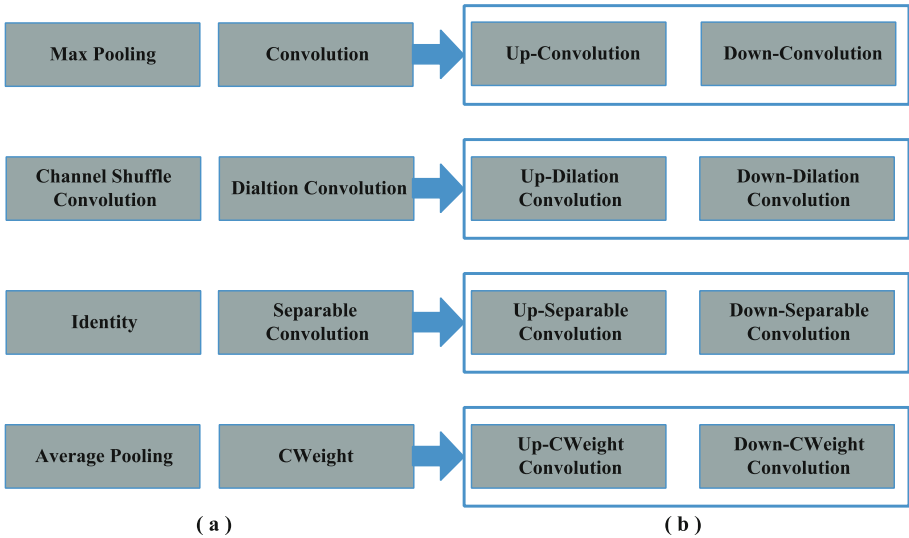 Max Pooling
Convolution
Up-Convolution
Down-Convolution
Channel Shuffle
Convolution
Dialtion Convolution
Up-Dilation
Convolution
Down-Dilation
Convolution
Identity
Separable
Convolution
Up-Separable
Convolution
Down-Separable
Convolution
Average Pooling
CWeight
Up-CWeight
Convolution
Down-CWeight
Convolution
( a )
( b )